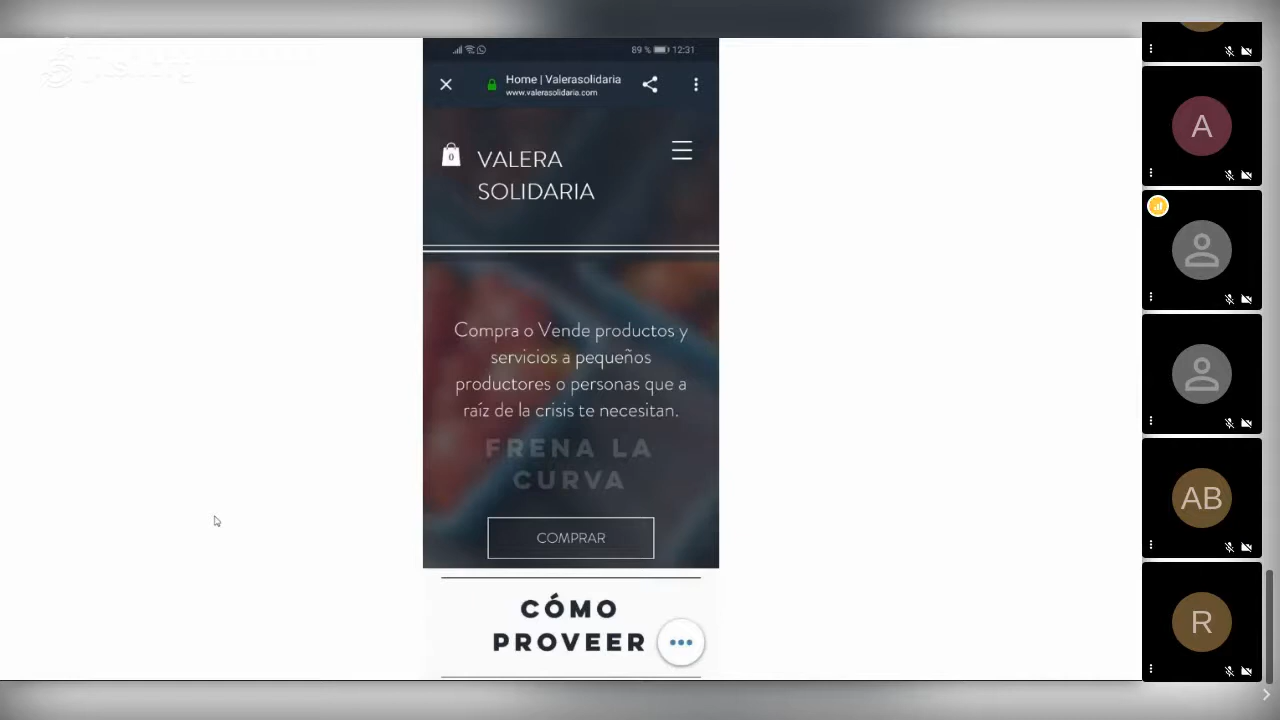 89 % 12:31
Home | Valerasolidaria
www.valerasolidaria.com
0
VALERA
SOLIDARIA
Compra o Vende productos y
servicios a pequeños
productores o personas que a
raíz de la crisis te necesitan.
FRENA LA
CURVA
COMPRAR
CÓMO
PROVEER
A
AB
R